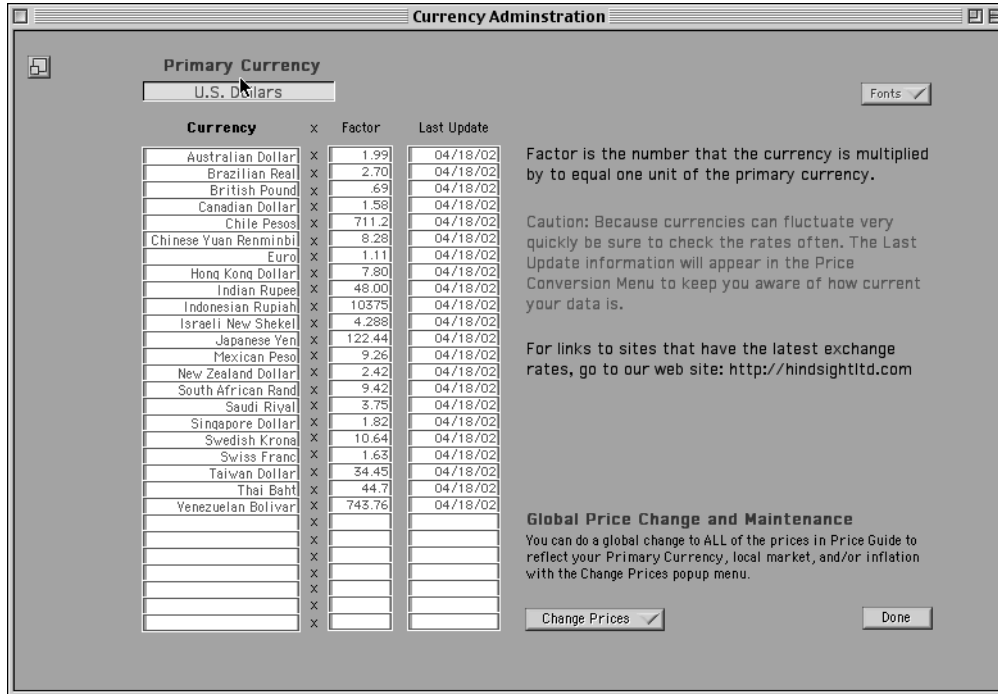 Currency Adminstration
Primary Currency
U.S. Dollars
Fonts
Currency x Factor Last Update
Australian Dollar x 1.99 04/18/02
Brazilian Real x 2.70 04/18/02
British Pound x .69 04/18/02
Canadian Dollar x 1.58 04/18/02
Chile Pesos x 711.2 04/18/02
Chinese Yuan Renminbi x 8.28 04/18/02
Euro x 1.11 04/18/02
Hong Kong Dollar x 7.80 04/18/02
Indian Rupee x 48.00 04/18/02
Indonesian Rupiah x 10375 04/18/02
Israeli New Shekel x 4.288 04/18/02
Japanese Yen x 122.44 04/18/02
Mexican Peso x 9.26 04/18/02
New Zealand Dollar x 2.42 04/18/02
South African Rand x 9.42 04/18/02
Saudi Riyal x 3.75 04/18/02
Singapore Dollar x 1.82 04/18/02
Swedish Krona x 10.64 04/18/02
Swiss Franc x 1.63 04/18/02
Taiwan Dollar x 34.45 04/18/02
Thai Baht x 44.7 04/18/02
Venezuelan Bolivar x 743.76 04/18/02
x
x
x
x
x
x
x
Factor is the number that the currency is multiplied
by to equal one unit of the primary currency.
Caution: Because currencies can fluctuate very
quickly be sure to check the rates often. The Last
Update information will appear in the Price
Conversion Menu to keep you aware of how current
your data is.
For links to sites that have the latest exchange
rates, go to our web site: http://hindsightltd.com
Global Price Change and Maintenance
You can do a global change to ALL of the prices in Price Guide to
reflect your Primary Currency, local market, and/or inflation
with the Change Prices popup menu.
Change Prices
Done